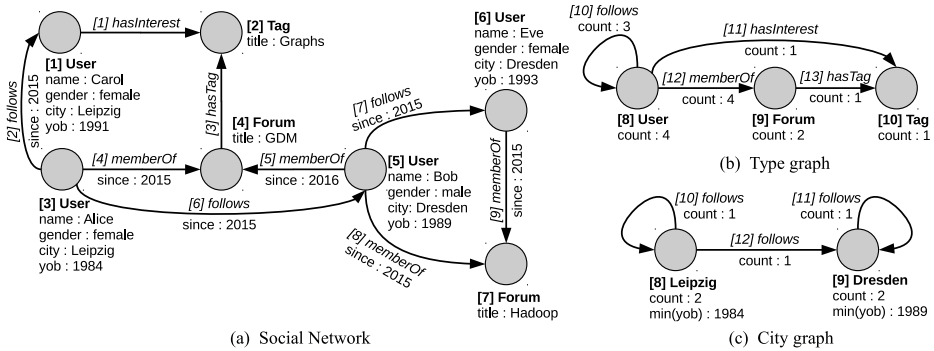 [1] hasInterest
[2] Tag
title : Graphs
[1] User
name : Carol
gender : female
city : Leipzig
yob : 1991
[2] follows
since : 2015
[3] hasTag
[4] Forum
title : GDM
[4] memberOf
since : 2015
[5] memberOf
since : 2016
[3] User
name : Alice
gender : female
city : Leipzig
yob : 1984
[6] follows
since : 2015
[5] User
name : Bob
gender : male
city: Dresden
yob : 1989
[6] User
name : Eve
gender : female
city : Dresden
yob : 1993
[7] follows
since : 2015
[9] memberOf
since : 2015
[8] memberOf
since : 2015
[7] Forum
title : Hadoop
(a) Social Network
[10] follows
count : 3
[11] hasInterest
count : 1
[12] memberOf
count : 4
[13] hasTag
count : 1
[8] User
count : 4
[9] Forum
count : 2
[10] Tag
count : 1
(b) Type graph
[10] follows
count : 1
[11] follows
count : 1
[12] follows
count : 1
[8] Leipzig
count : 2
min(yob) : 1984
[9] Dresden
count : 2
min(yob) : 1989
(c) City graph